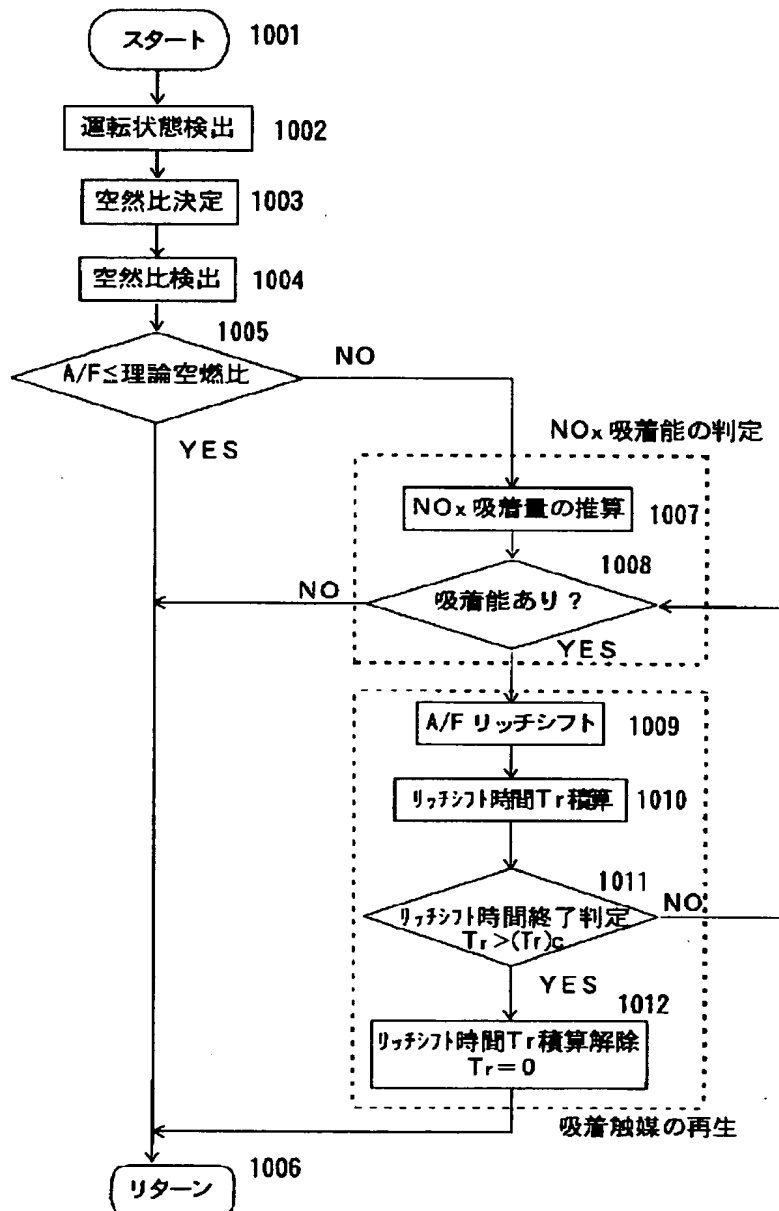 スタート
1001
運転状態検出
1002
空然比決定
1003
空然比検出
1004
1005
A/F≤理論空燃比
NO
YES
NOx 吸着能の判定
NOx 吸着量の推算
1007
1008
吸着能あり?
NO
YES
A/F リッチシフト
1009
リッチシフト時間Tr積算
1010
1011
リッチシフト時間終了判定
Tr>(Tr)c
NO
YES
1012
リッチシフト時間Tr積算解除
Tr=0
吸着触媒の再生
リターン
1006